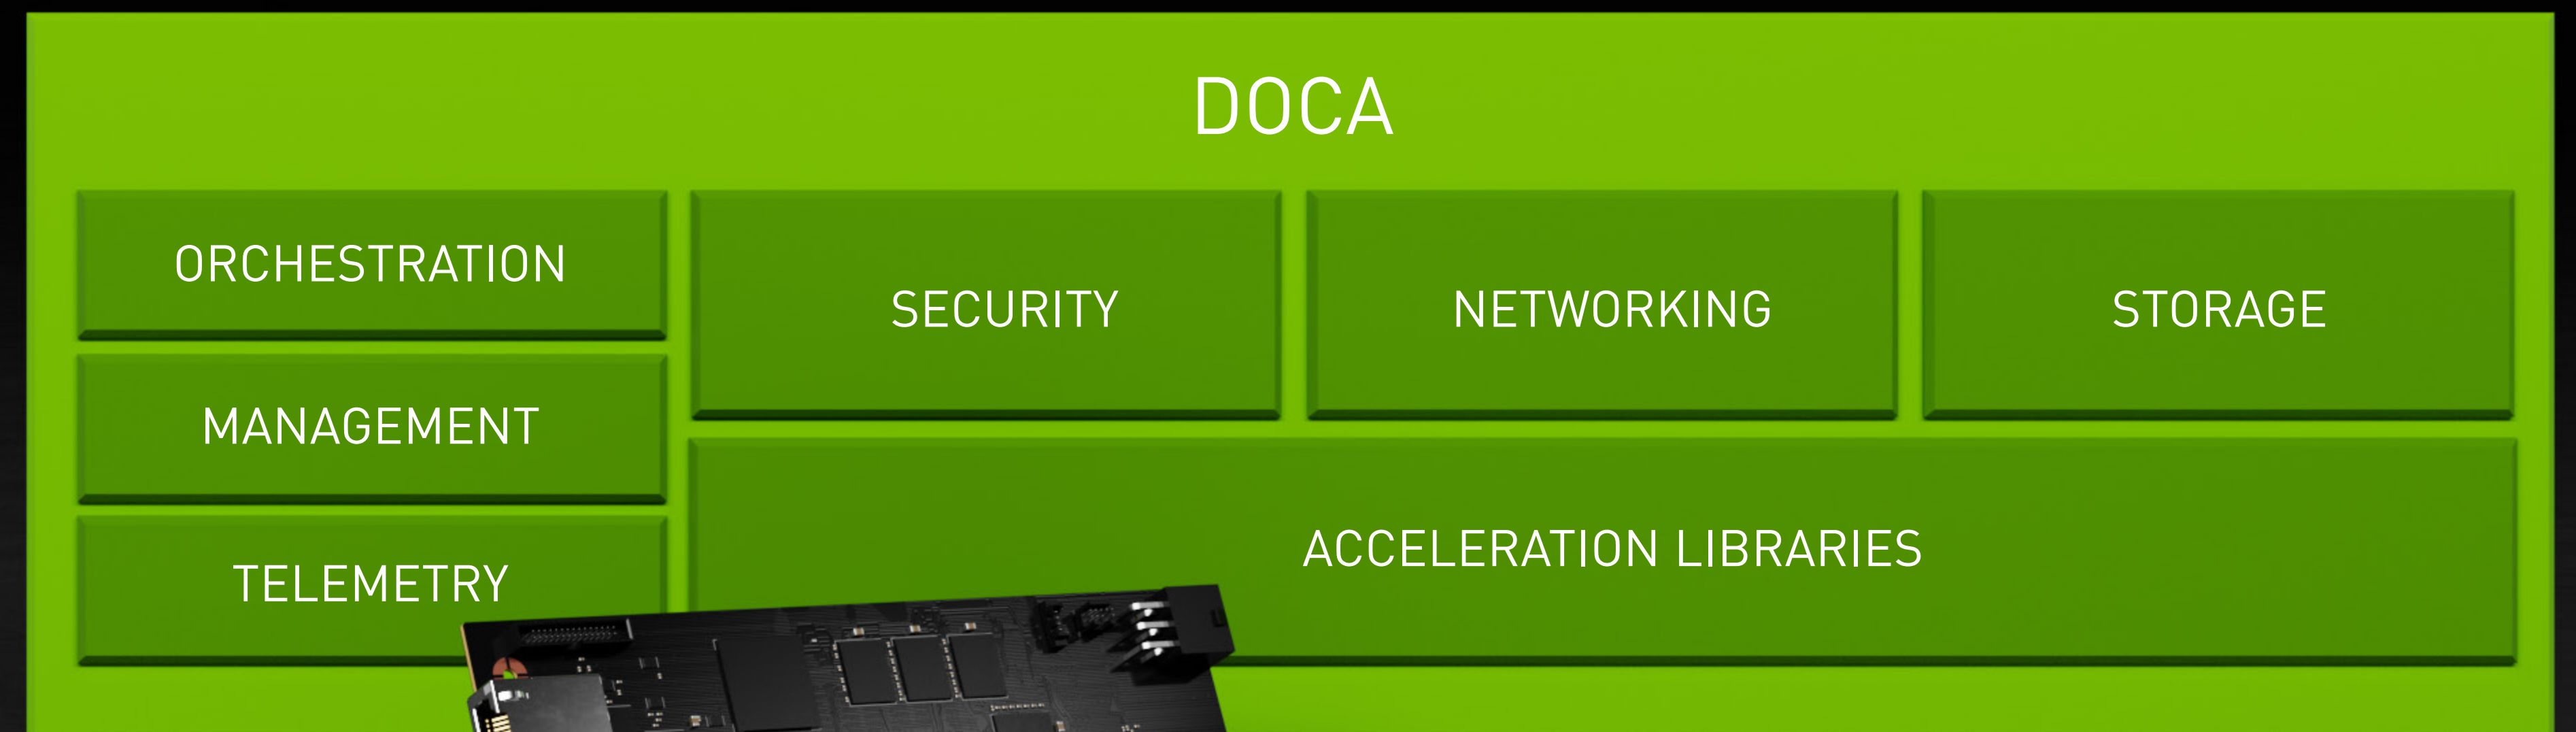 DOCA
ORCHESTRATION
MANAGEMENT
TELEMETRY
SECURITY
NETWORKING
STORAGE
ACCELERATION LIBRARIES